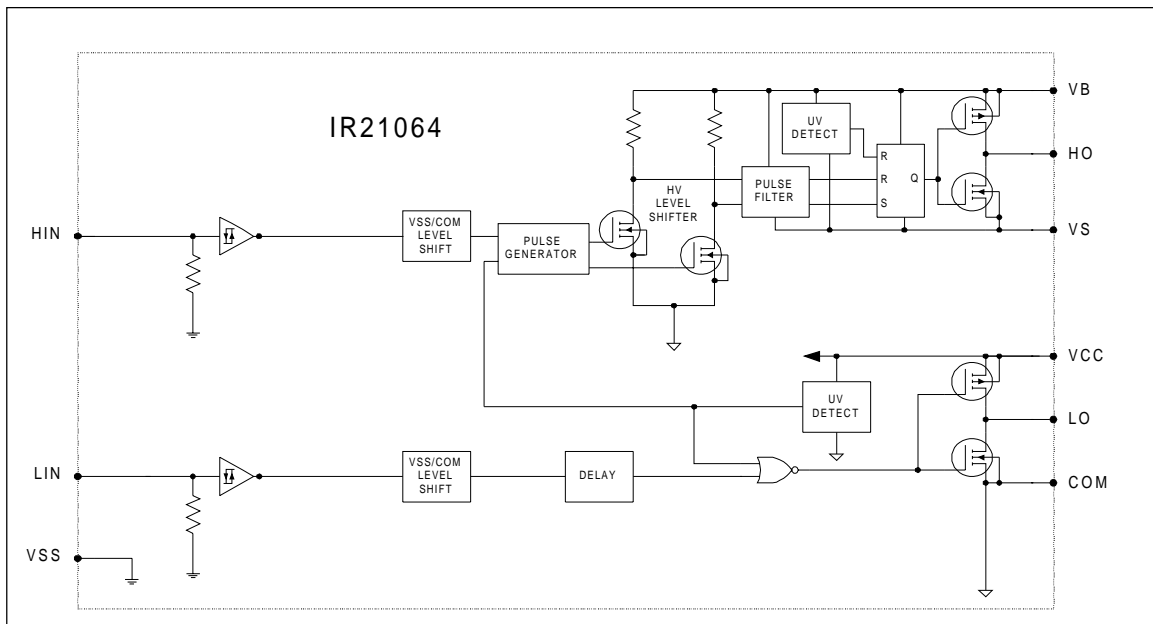 IR21064
VB
UV
DETECT
R
HO
R
Q
PULSE
FILTER
HV
LEVEL
SHIFTER
S
HIN
VSS/COM
LEVEL
SHIFT
PULSE
GENERATOR
VS
VCC
UV
DETECT
LO
LIN
VSS/COM
LEVEL
SHIFT
DELAY
COM
VSS